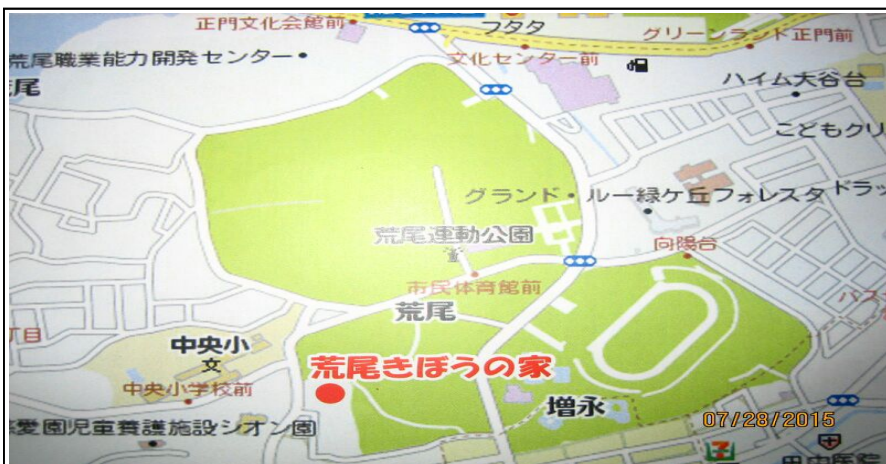 正門文化会館前
フタタ
グリーンランド正門前
荒尾職業能力開発センター
文化センター前
尾
ハイム大谷台
こどもクリ
グランド・ルー緑ケ丘フォレスタ
ドラッ
荒尾運動公園
向陽台
市民体育館前
バス
荒尾
丁目
中央小
文
荒尾きぼうの家
中央小学校前
増永
07/28/2015
愛園児童養護施設シオン園
田中医院